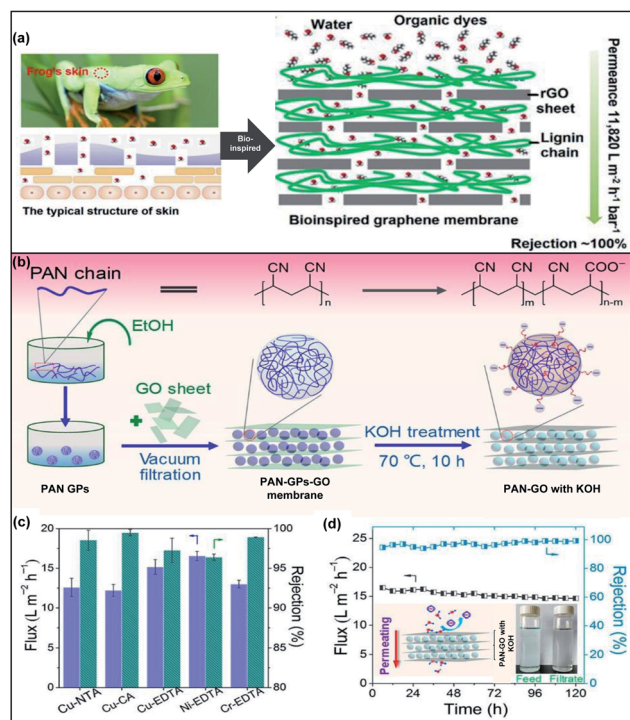 (a)
Frog's skin
Bio-
inspired
The typical structure of skin
Water
Organic dyes
rGO
sheet
Lignin
chain
Bioinspired graphene membrane
Permeance 11,820 L m⁻² h⁻¹ bar⁻¹
Rejection ~100%
(b)
PAN chain
CN CN
n
CN CN CN COO⁻
m
n-m
EtOH
GO sheet
+
Vacuum
filtration
KOH treatment
70 ℃, 10 h
PAN GPs
PAN-GPs-GO
membrane
PAN-GO with KOH
(c)
Flux (L m⁻² h⁻¹)
25
20
15
10
5
0
Rejection (%)
100
95
90
85
80
Cu-NTA
Cu-CA
Cu-EDTA
Ni-EDTA
Cr-EDTA
(d)
Flux (L m⁻² h⁻¹)
25
20
15
10
5
0
Rejection (%)
100
80
60
40
20
0
Permeating
PAN-GO with
KOH
Feed
Filtrate
0 24 48 72 96 120
Time (h)